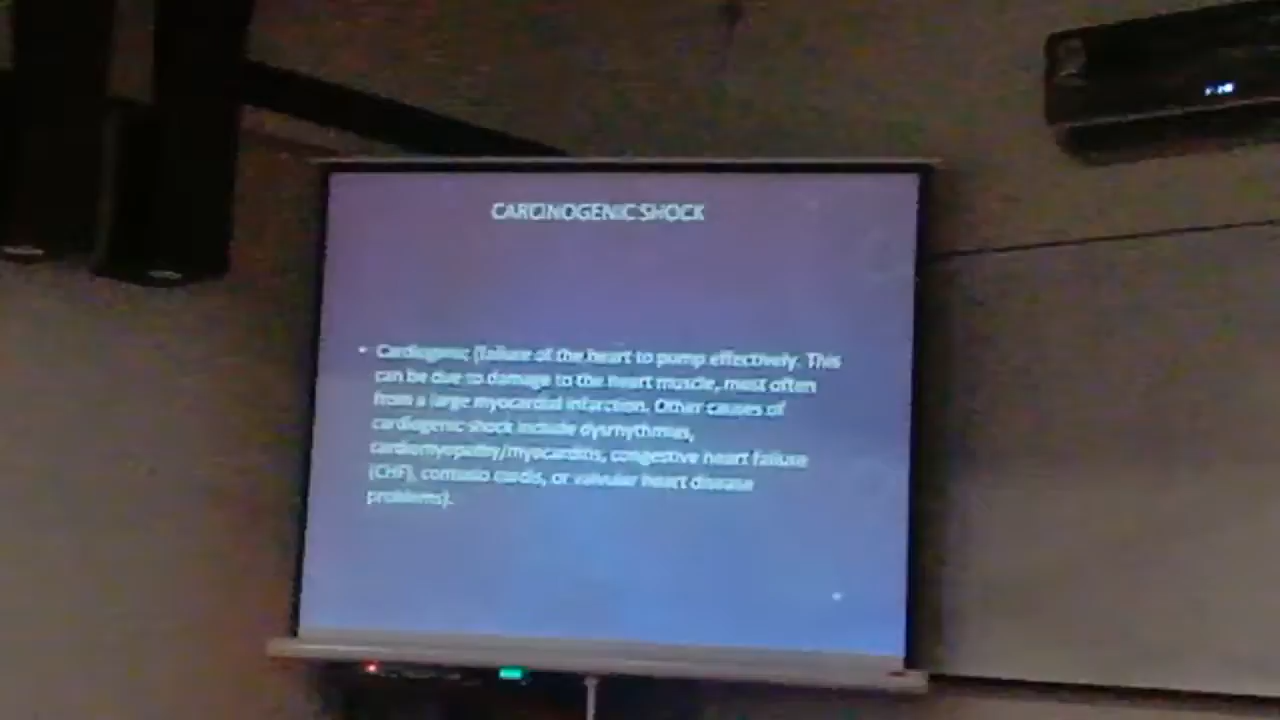 CARCINOGENIC SHOCK
• Cardiogenic (failure of the heart to pump effectively. This
can be due to damage to the heart muscle, most often
from a large myocardial infarction. Other causes of
cardiogenic shock include dysrhythmias,
cardiomyopathy/myocarditis, congestive heart failure
(CHF), contusio cordis, or valvular heart disease
problems).